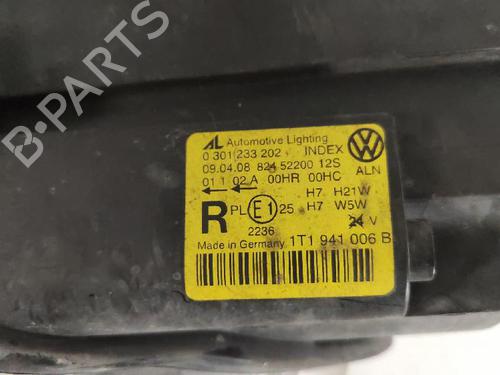 AL Automotive Lighting
0 301 233 202 INDEX
09.04.08 824 52200 12S ALN
01 1 02 A 00HR 00HC
H7 H21W
R PL E1 25 H7 W5W
2236 24 V
Made in Germany 1T1 941 006 B
B-PARTS